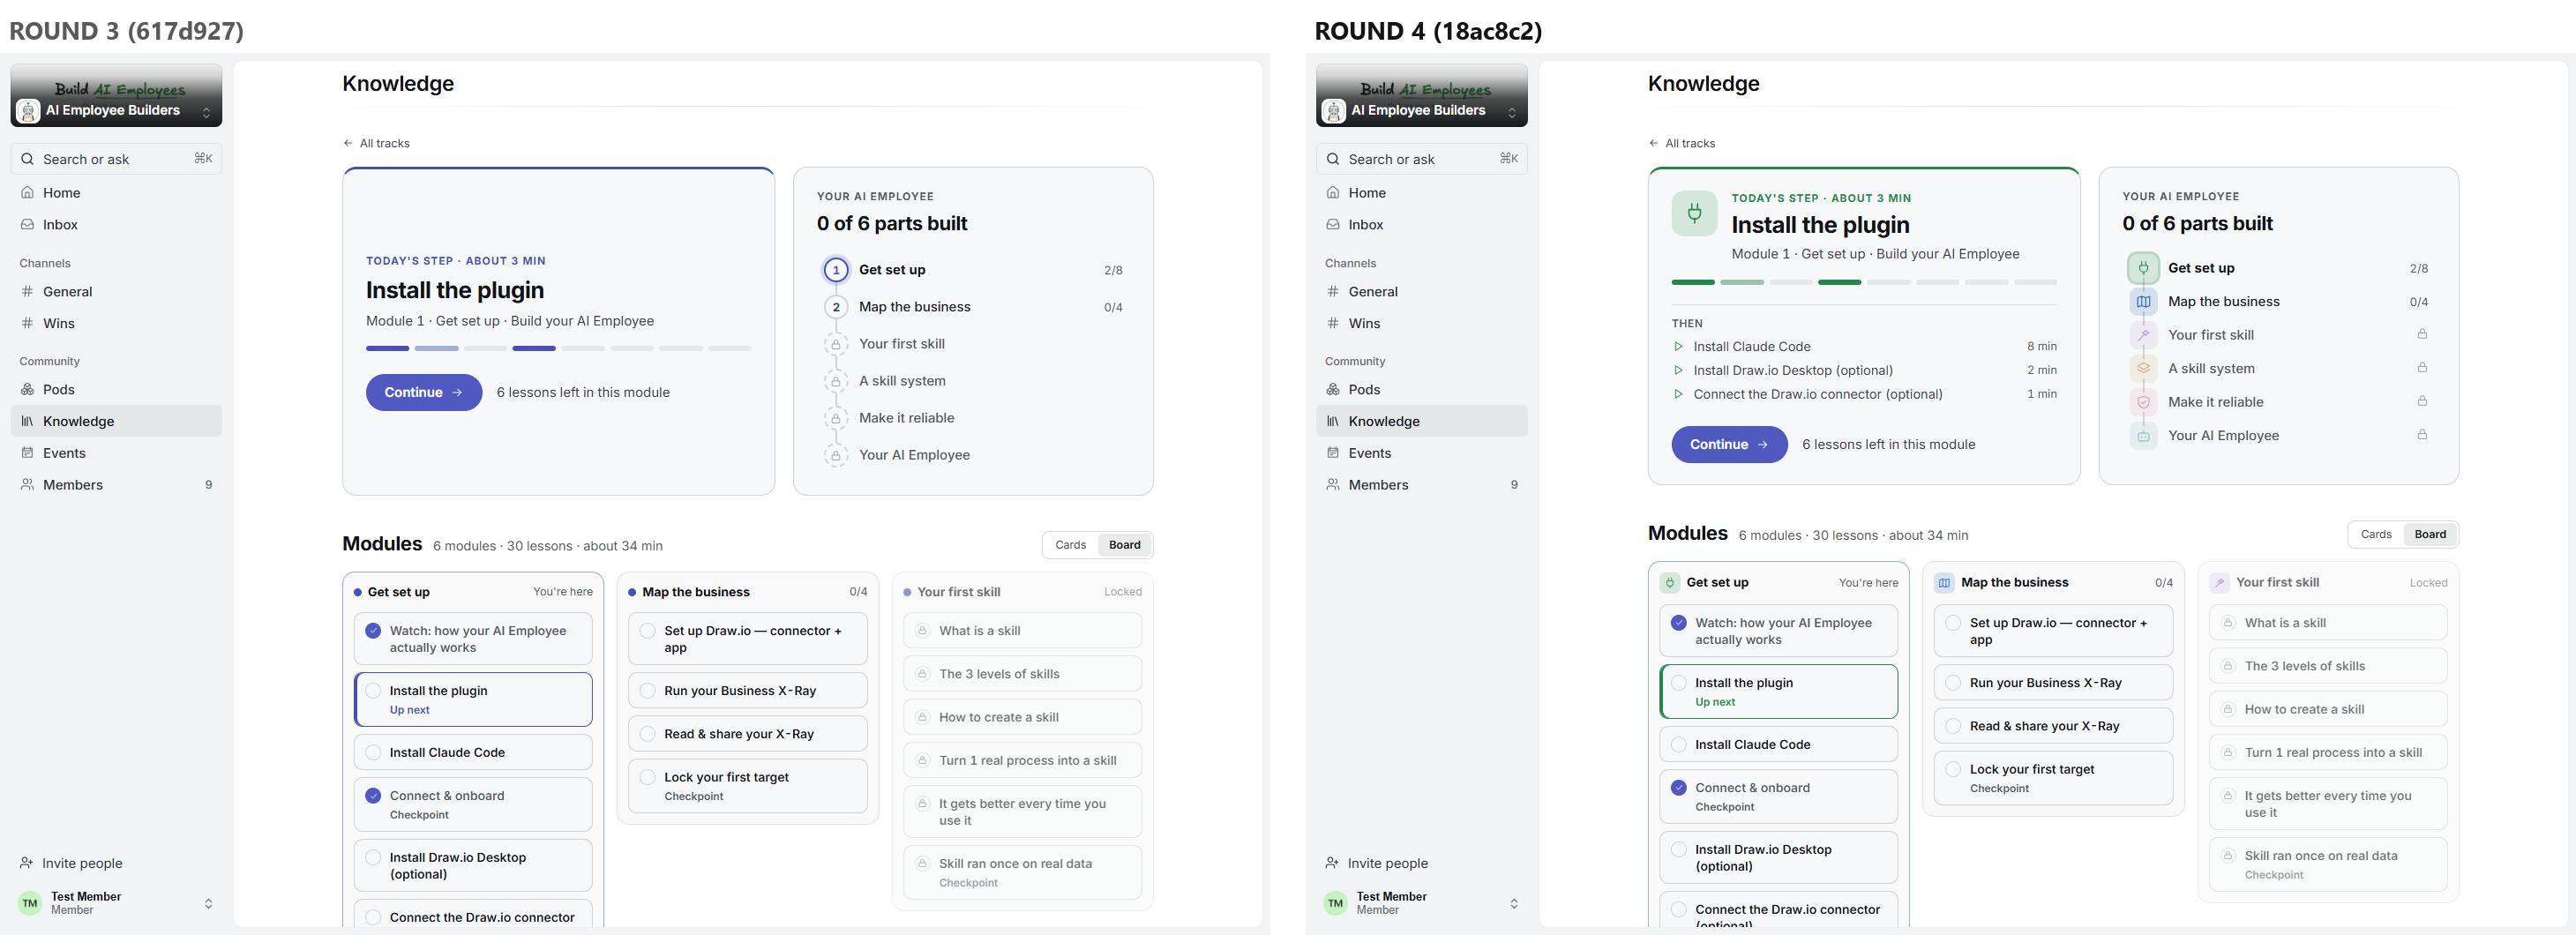 ROUND 3 (617d927)
Build AI Employees
AI Employee Builders
Search or ask ⌘K
Home
Inbox
Channels
# General
# Wins
Community
Pods
Knowledge
Events
Members 9
Invite people
TM
Test Member
Member
Knowledge
← All tracks
TODAY'S STEP · ABOUT 3 MIN
Install the plugin
Module 1 · Get set up · Build your AI Employee
Continue →
6 lessons left in this module
YOUR AI EMPLOYEE
0 of 6 parts built
1 Get set up 2/8
2 Map the business 0/4
Your first skill
A skill system
Make it reliable
Your AI Employee
Modules 6 modules · 30 lessons · about 34 min
Cards Board
Get set up You're here
Watch: how your AI Employee
actually works
Install the plugin
Up next
Install Claude Code
Connect & onboard
Checkpoint
Install Draw.io Desktop
(optional)
Connect the Draw.io connector
Map the business 0/4
Set up Draw.io — connector +
app
Run your Business X-Ray
Read & share your X-Ray
Lock your first target
Checkpoint
Your first skill Locked
What is a skill
The 3 levels of skills
How to create a skill
Turn 1 real process into a skill
It gets better every time you
use it
Skill ran once on real data
Checkpoint
ROUND 4 (18ac8c2)
Build AI Employees
AI Employee Builders
Search or ask ⌘K
Home
Inbox
Channels
# General
# Wins
Community
Pods
Knowledge
Events
Members 9
Invite people
TM
Test Member
Member
Knowledge
← All tracks
TODAY'S STEP · ABOUT 3 MIN
Install the plugin
Module 1 · Get set up · Build your AI Employee
THEN
Install Claude Code 8 min
Install Draw.io Desktop (optional) 2 min
Connect the Draw.io connector (optional) 1 min
Continue →
6 lessons left in this module
YOUR AI EMPLOYEE
0 of 6 parts built
Get set up 2/8
Map the business 0/4
Your first skill
A skill system
Make it reliable
Your AI Employee
Modules 6 modules · 30 lessons · about 34 min
Cards Board
Get set up You're here
Watch: how your AI Employee
actually works
Install the plugin
Up next
Install Claude Code
Connect & onboard
Checkpoint
Install Draw.io Desktop
(optional)
Connect the Draw.io connector
(optional)
Map the business 0/4
Set up Draw.io — connector +
app
Run your Business X-Ray
Read & share your X-Ray
Lock your first target
Checkpoint
Your first skill Locked
What is a skill
The 3 levels of skills
How to create a skill
Turn 1 real process into a skill
It gets better every time you
use it
Skill ran once on real data
Checkpoint